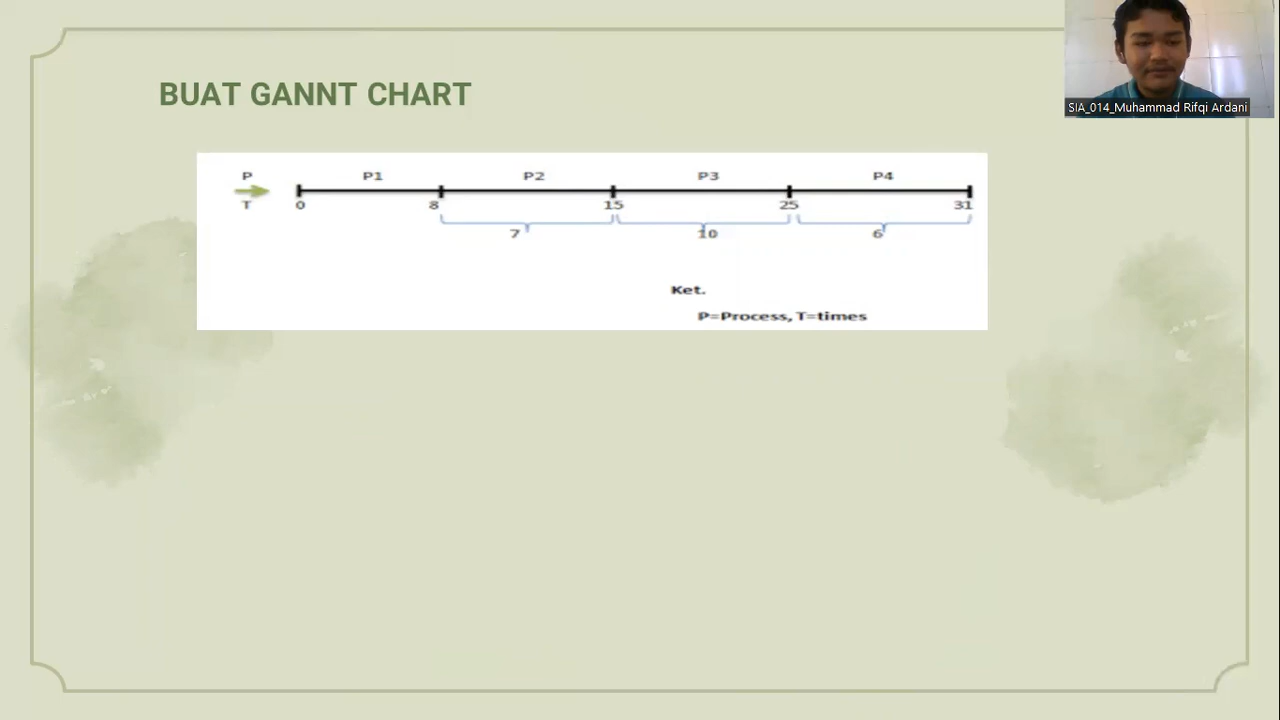 BUAT GANNT CHART
SIA_014_Muhammad Rifqi Ardani
P P1 P2 P3 P4
T 0 8 15 25 31
7 10 6
Ket.
P=Process, T=times